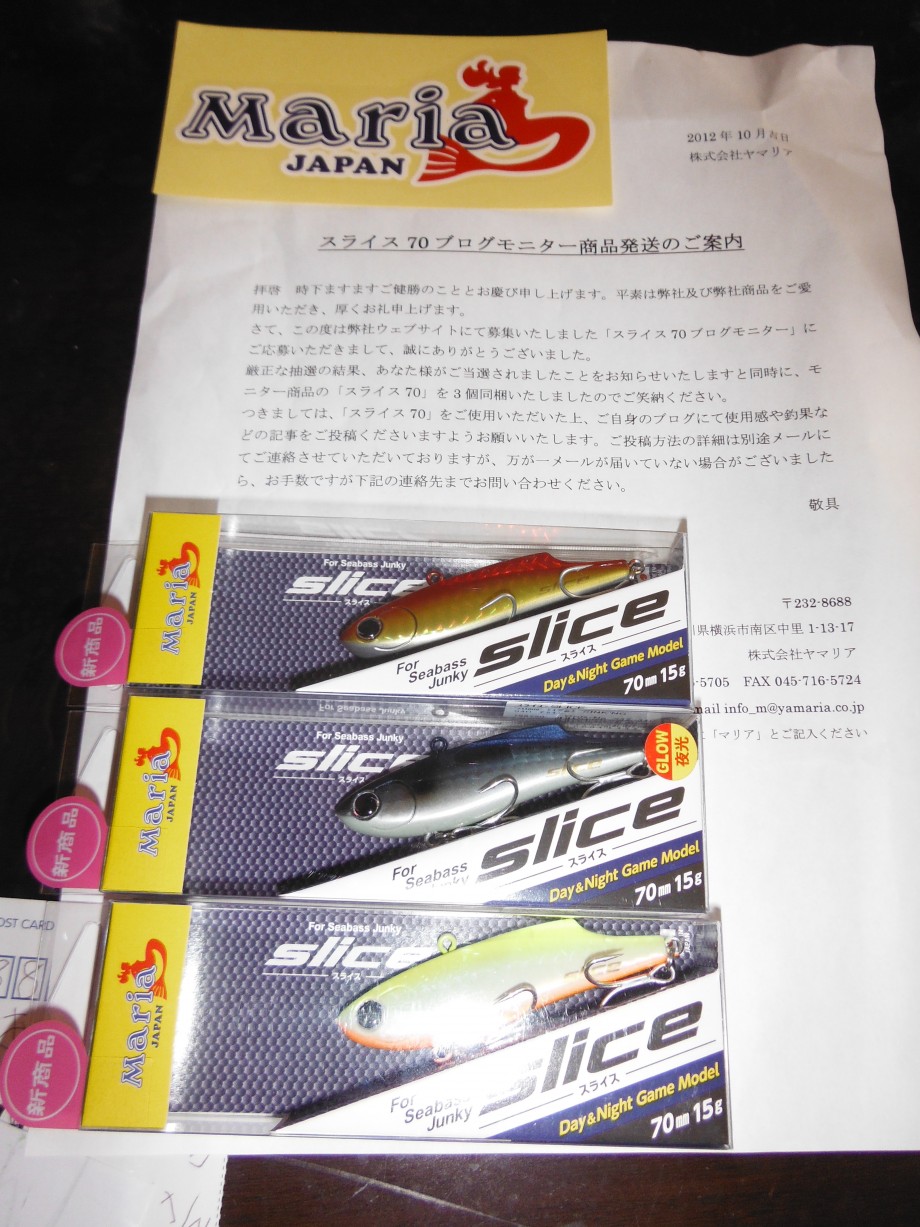 Maria
JAPAN
2012年10月吉日
株式会社ヤマリア
スライス70ブログモニター商品発送のご案内
拝啓　時下ますますご健勝のこととお慶び申し上げます。平素は弊社及び弊社商品をご愛
用いただき、厚くお礼申上げます。
さて、この度は弊社ウェブサイトにて募集いたしました「スライス70ブログモニター」に
ご応募いただきまして、誠にありがとうございました。
厳正な抽選の結果、あなた様がご当選されましたことをお知らせいたしますと同時に、モ
ニター商品の「スライス70」を3個同梱いたしましたのでご笑納ください。
つきましては、「スライス70」をご使用いただいた上、ご自身のブログにて使用感や釣果な
どの記事をご投稿くださいますようお願いいたします。ご投稿方法の詳細は別途メールに
てご連絡させていただいておりますが、万が一メールが届いていない場合がございました
ら、お手数ですが下記の連絡先までお問い合わせください。
敬具
〒232-8688
県横浜市南区中里1-13-17
株式会社ヤマリア
-5705　FAX 045-716-5724
mail info_m@yamaria.co.jp
「マリア」とご記入ください
Maria
JAPAN
新商品
For Seabass Junky
slice
スライス
SLICE
For
Seabass
Junky
slice
スライス
Day&Night Game Model
70mm 15g
Maria
JAPAN
新商品
For Seabass Junky
For Seabass Junky
slice
スライス
SLICE
GLOW
夜光
For
Seabass
Junky
slice
スライス
Day&Night Game Model
70mm 15g
OST CARD
Maria
JAPAN
新商品
For Seabass Junky
slice
スライス
SLICE
For
Seabass
Junky
slice
スライス
Day&Night Game Model
70mm 15g